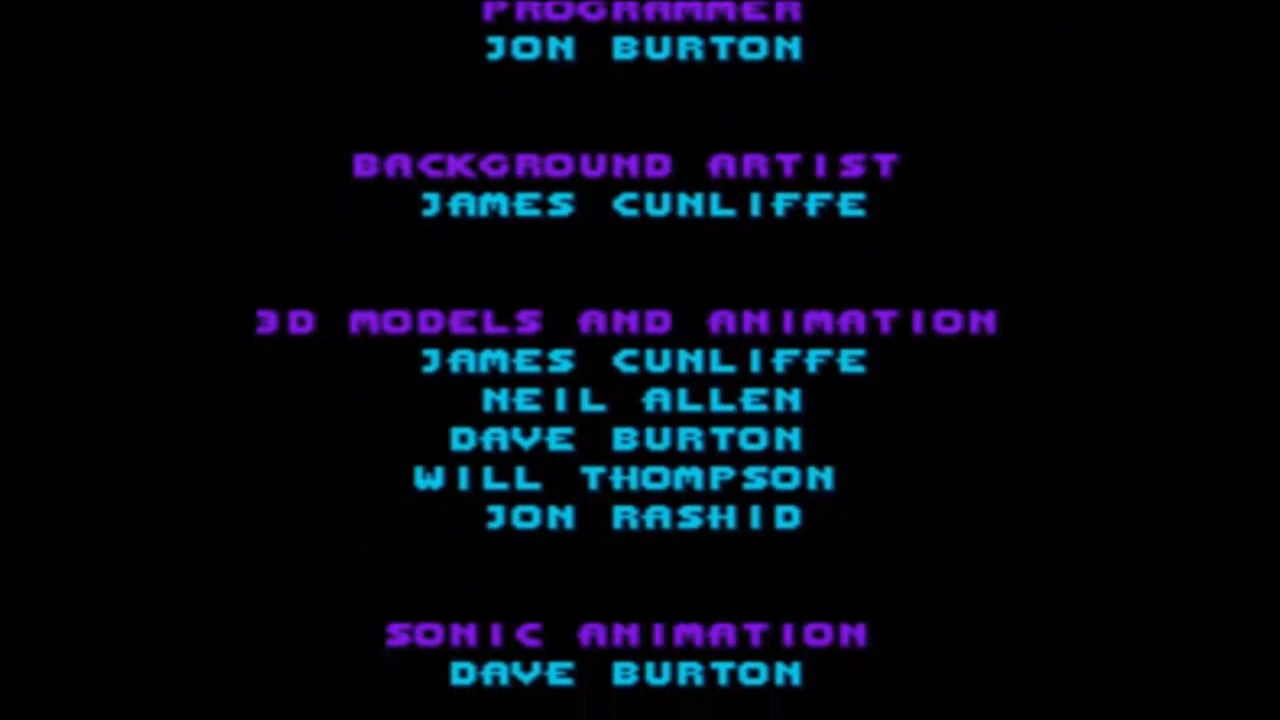 PROGRAMMER
JON BURTON
BACKGROUND ARTIST
JAMES CUNLIFFE
3D MODELS AND ANIMATION
JAMES CUNLIFFE
NEIL ALLEN
DAVE BURTON
WILL THOMPSON
JON RASHID
SONIC ANIMATION
DAVE BURTON